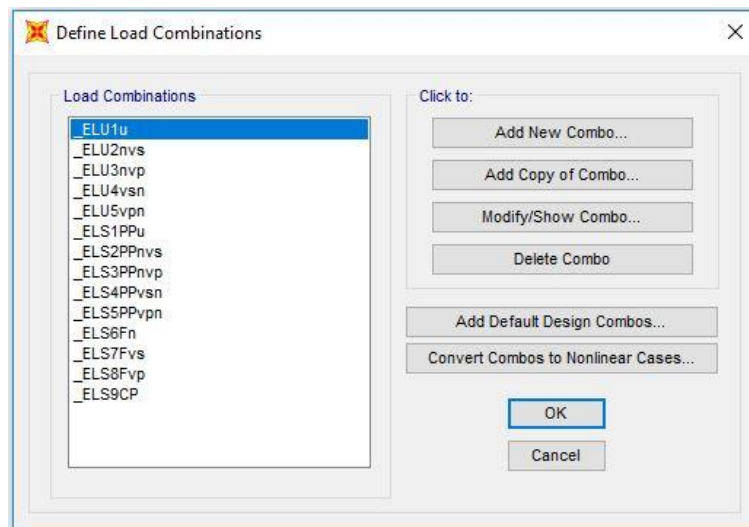 Define Load Combinations
Load Combinations
_ELU1u
_ELU2nvs
_ELU3nvp
_ELU4vsn
_ELU5vpn
_ELS1PPu
_ELS2PPnvs
_ELS3PPnvp
_ELS4PPvsn
_ELS5PPvpn
_ELS6Fn
_ELS7Fvs
_ELS8Fvp
_ELS9CP
Click to:
Add New Combo...
Add Copy of Combo...
Modify/Show Combo...
Delete Combo
Add Default Design Combos...
Convert Combos to Nonlinear Cases...
OK
Cancel